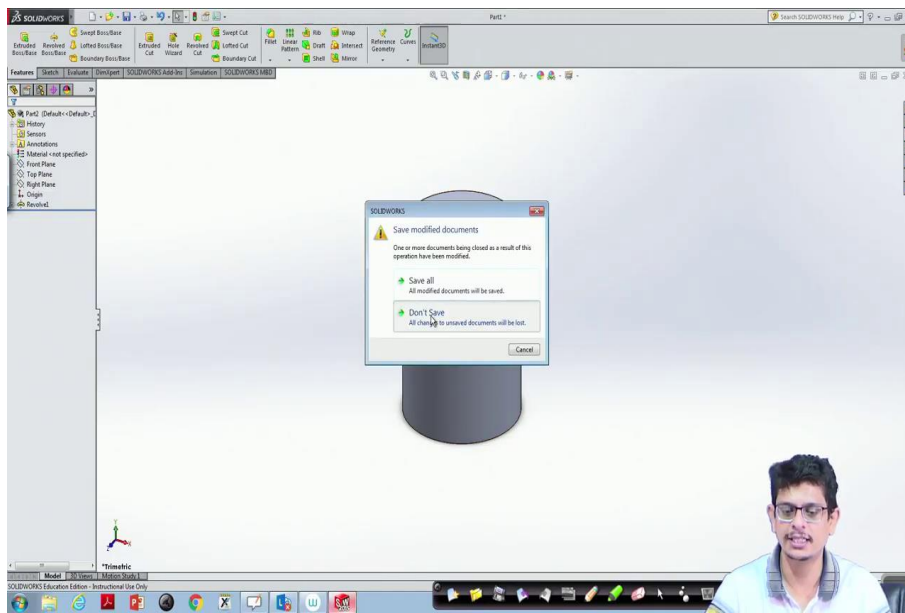 SOLIDWORKS
Part1 *
Search SOLIDWORKS Help
Extruded Boss/Base
Revolved Boss/Base
Swept Boss/Base
Lofted Boss/Base
Boundary Boss/Base
Extruded Cut
Hole Wizard
Revolved Cut
Swept Cut
Lofted Cut
Boundary Cut
Fillet
Linear Pattern
Rib
Draft
Shell
Wrap
Intersect
Mirror
Reference Geometry
Curves
Instant3D
Features Sketch Evaluate DimXpert SOLIDWORKS Add-Ins Simulation SOLIDWORKS MBD
Part2 (Default<<Default>_D
History
Sensors
Annotations
Material <not specified>
Front Plane
Top Plane
Right Plane
Origin
Revolve1
SOLIDWORKS
Save modified documents
One or more documents being closed as a result of this
operation have been modified.
Save all
All modified documents will be saved.
Don't Save
All changes to unsaved documents will be lost.
Cancel
*Trimetric
Model 3D Views Motion Study 1
SOLIDWORKS Education Edition - Instructional Use Only